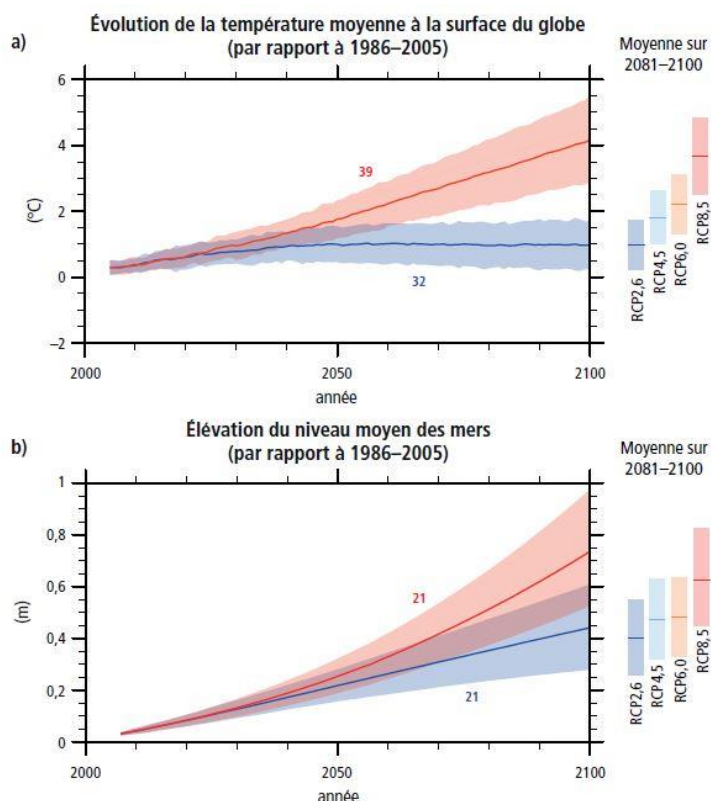 Évolution de la température moyenne à la surface du globe
(par rapport à 1986–2005)
a)
Moyenne sur
2081–2100
6
4
2
0
–2
(°C)
39
32
2000
2050
2100
année
RCP2,6
RCP4,5
RCP6,0
RCP8,5
Élévation du niveau moyen des mers
(par rapport à 1986–2005)
b)
Moyenne sur
2081–2100
1
0,8
0,6
0,4
0,2
0
(m)
21
21
2000
2050
2100
année
RCP2,6
RCP4,5
RCP6,0
RCP8,5